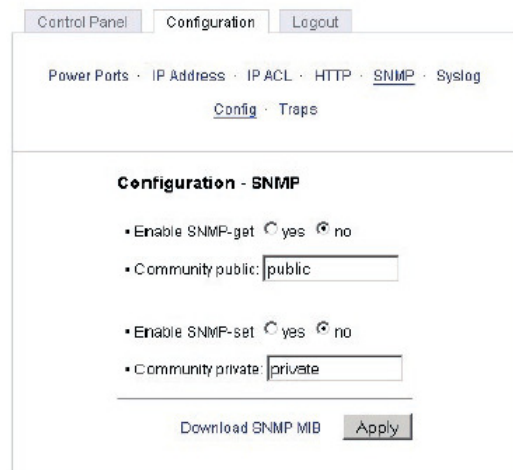 Control Panel Configuration Logout
Power Ports · IP Address · IP ACL · HTTP · SNMP · Syslog
Config · Traps
Configuration - SNMP
▪ Enable SNMP-get yes no
▪ Community public: public
▪ Enable SNMP-set yes no
▪ Community private: private
Download SNMP MIB Apply